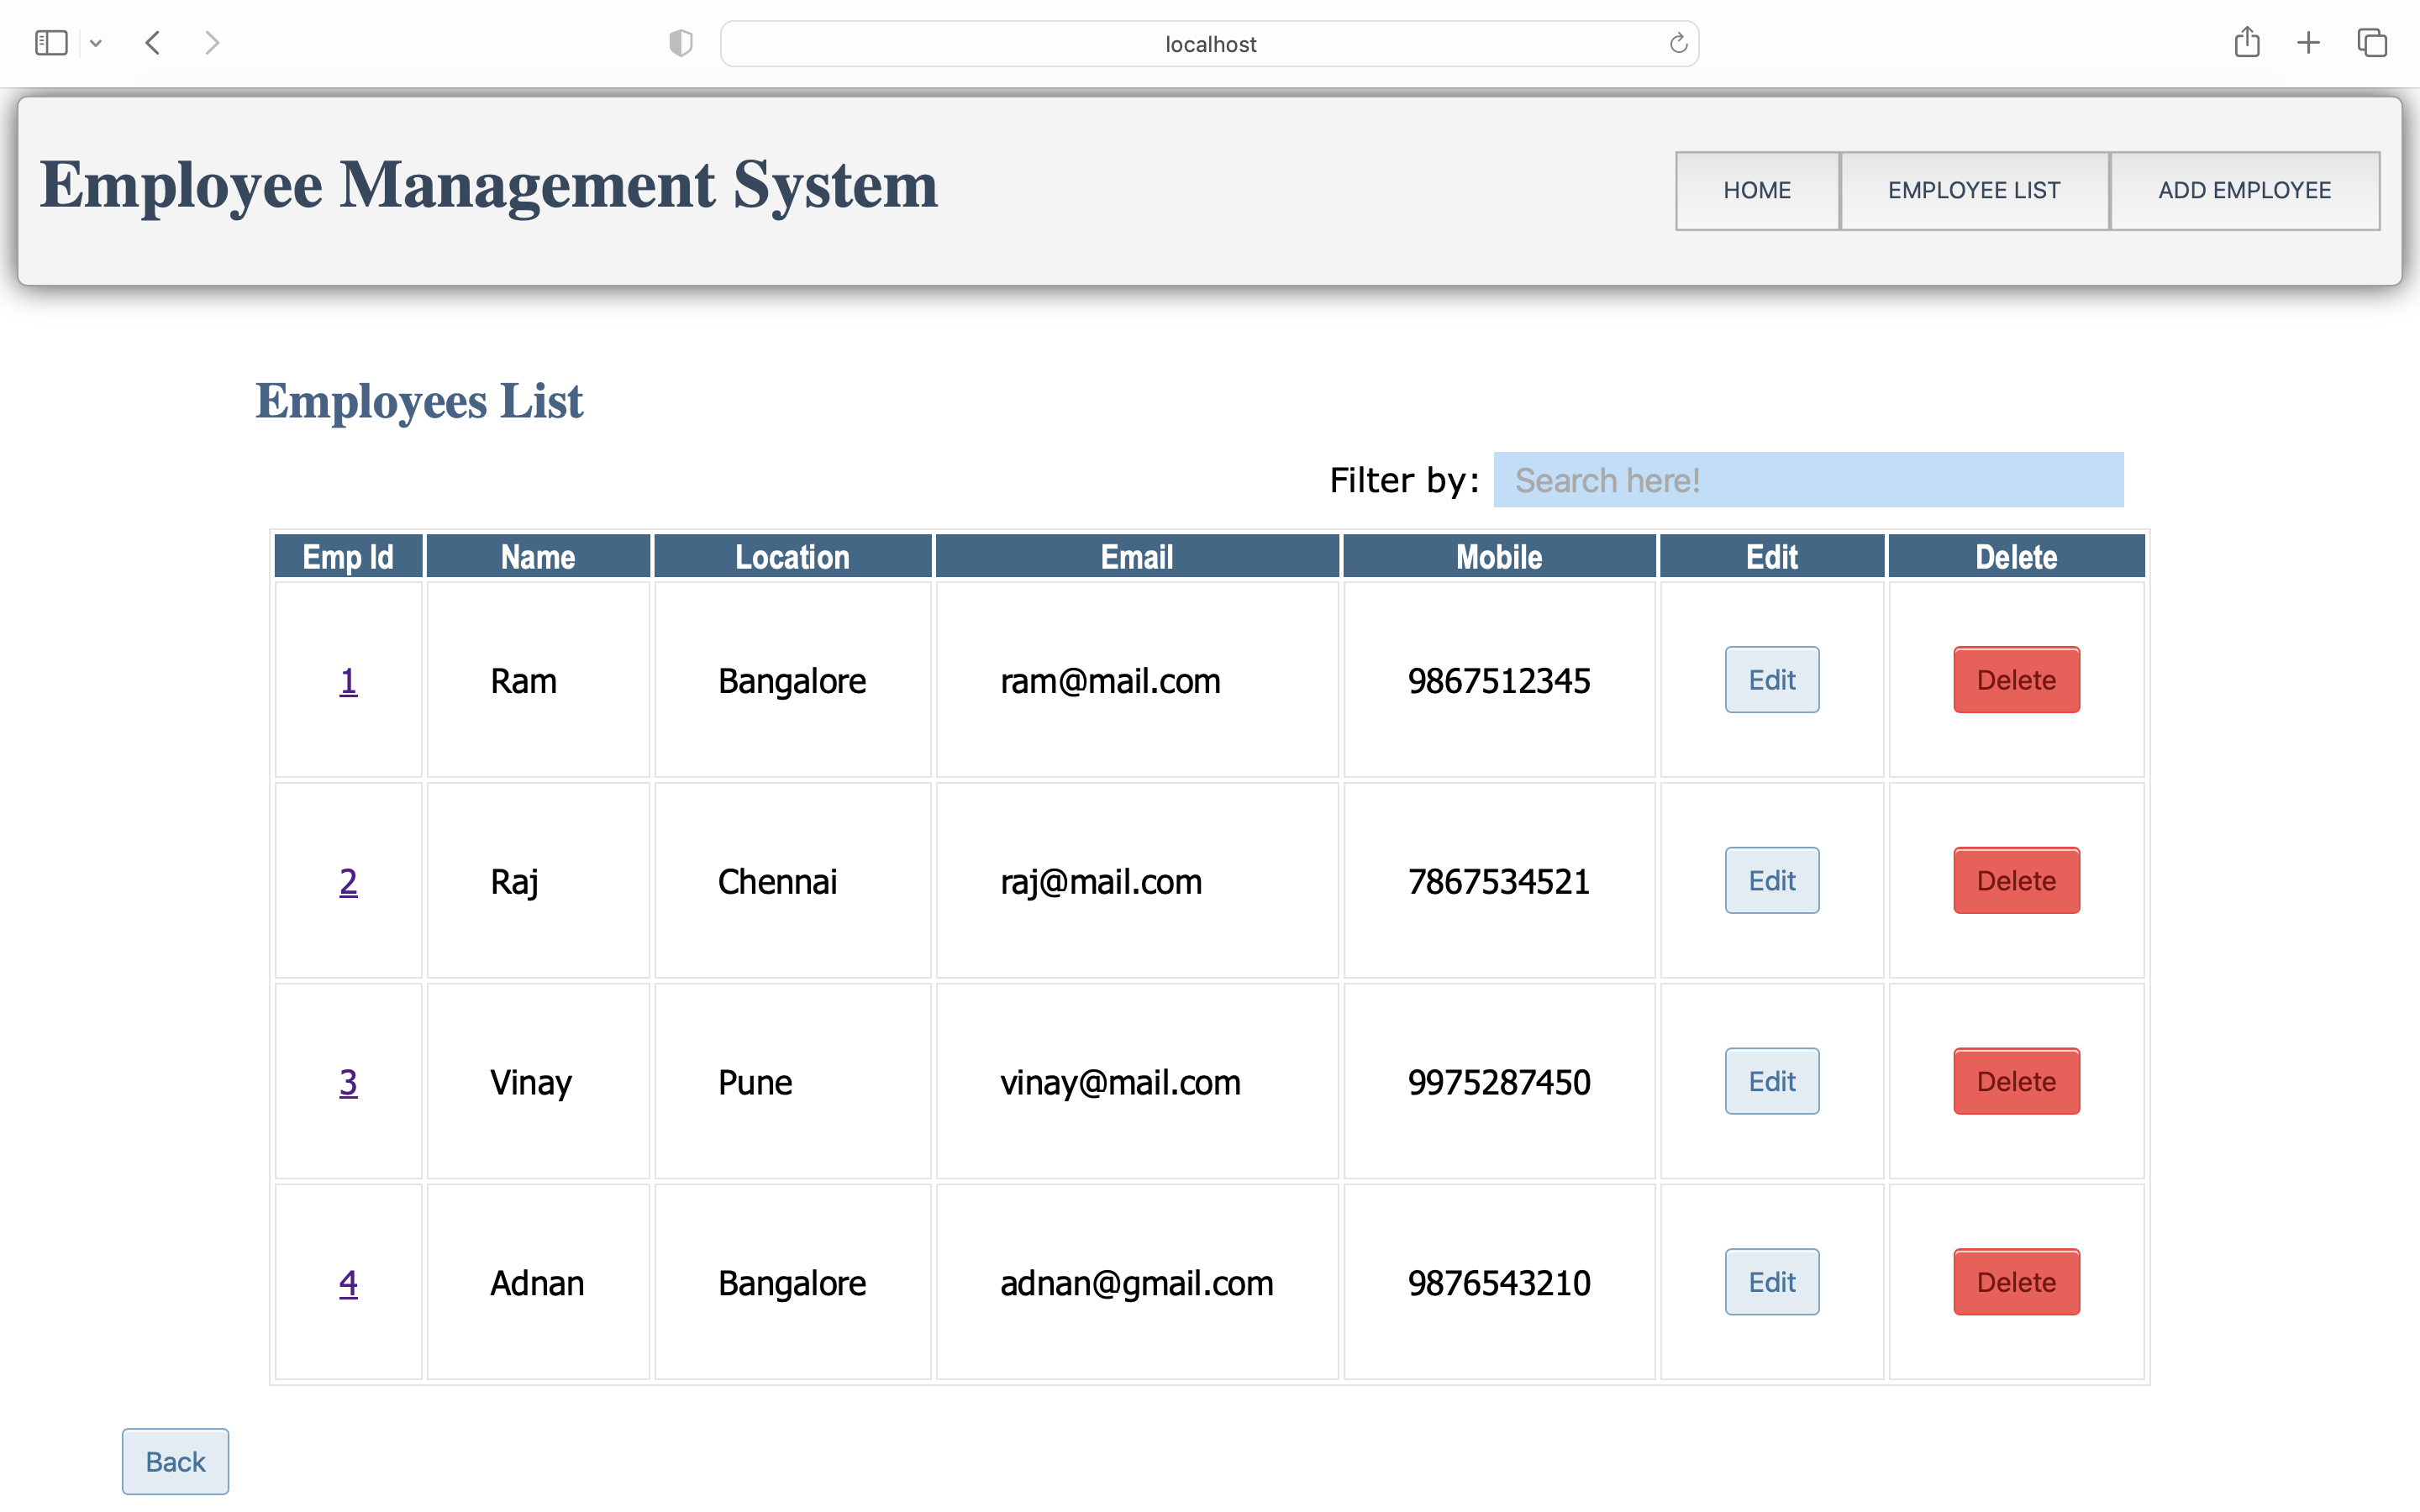 localhost
Employee Management System
HOME EMPLOYEE LIST ADD EMPLOYEE
Employees List
Filter by: Search here!
Emp Id Name Location Email Mobile Edit Delete
1 Ram Bangalore ram@mail.com 9867512345 Edit Delete
2 Raj Chennai raj@mail.com 7867534521 Edit Delete
3 Vinay Pune vinay@mail.com 9975287450 Edit Delete
4 Adnan Bangalore adnan@gmail.com 9876543210 Edit Delete
Back